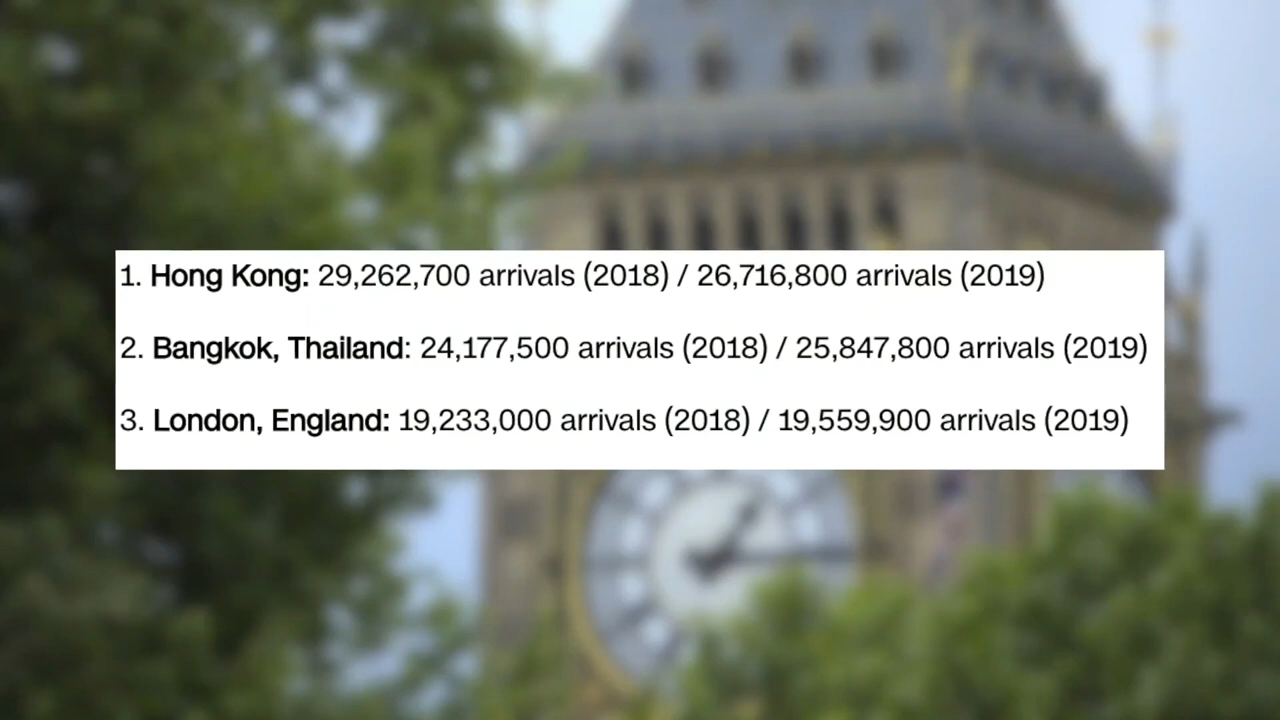 1. Hong Kong: 29,262,700 arrivals (2018) / 26,716,800 arrivals (2019)
2. Bangkok, Thailand: 24,177,500 arrivals (2018) / 25,847,800 arrivals (2019)
3. London, England: 19,233,000 arrivals (2018) / 19,559,900 arrivals (2019)